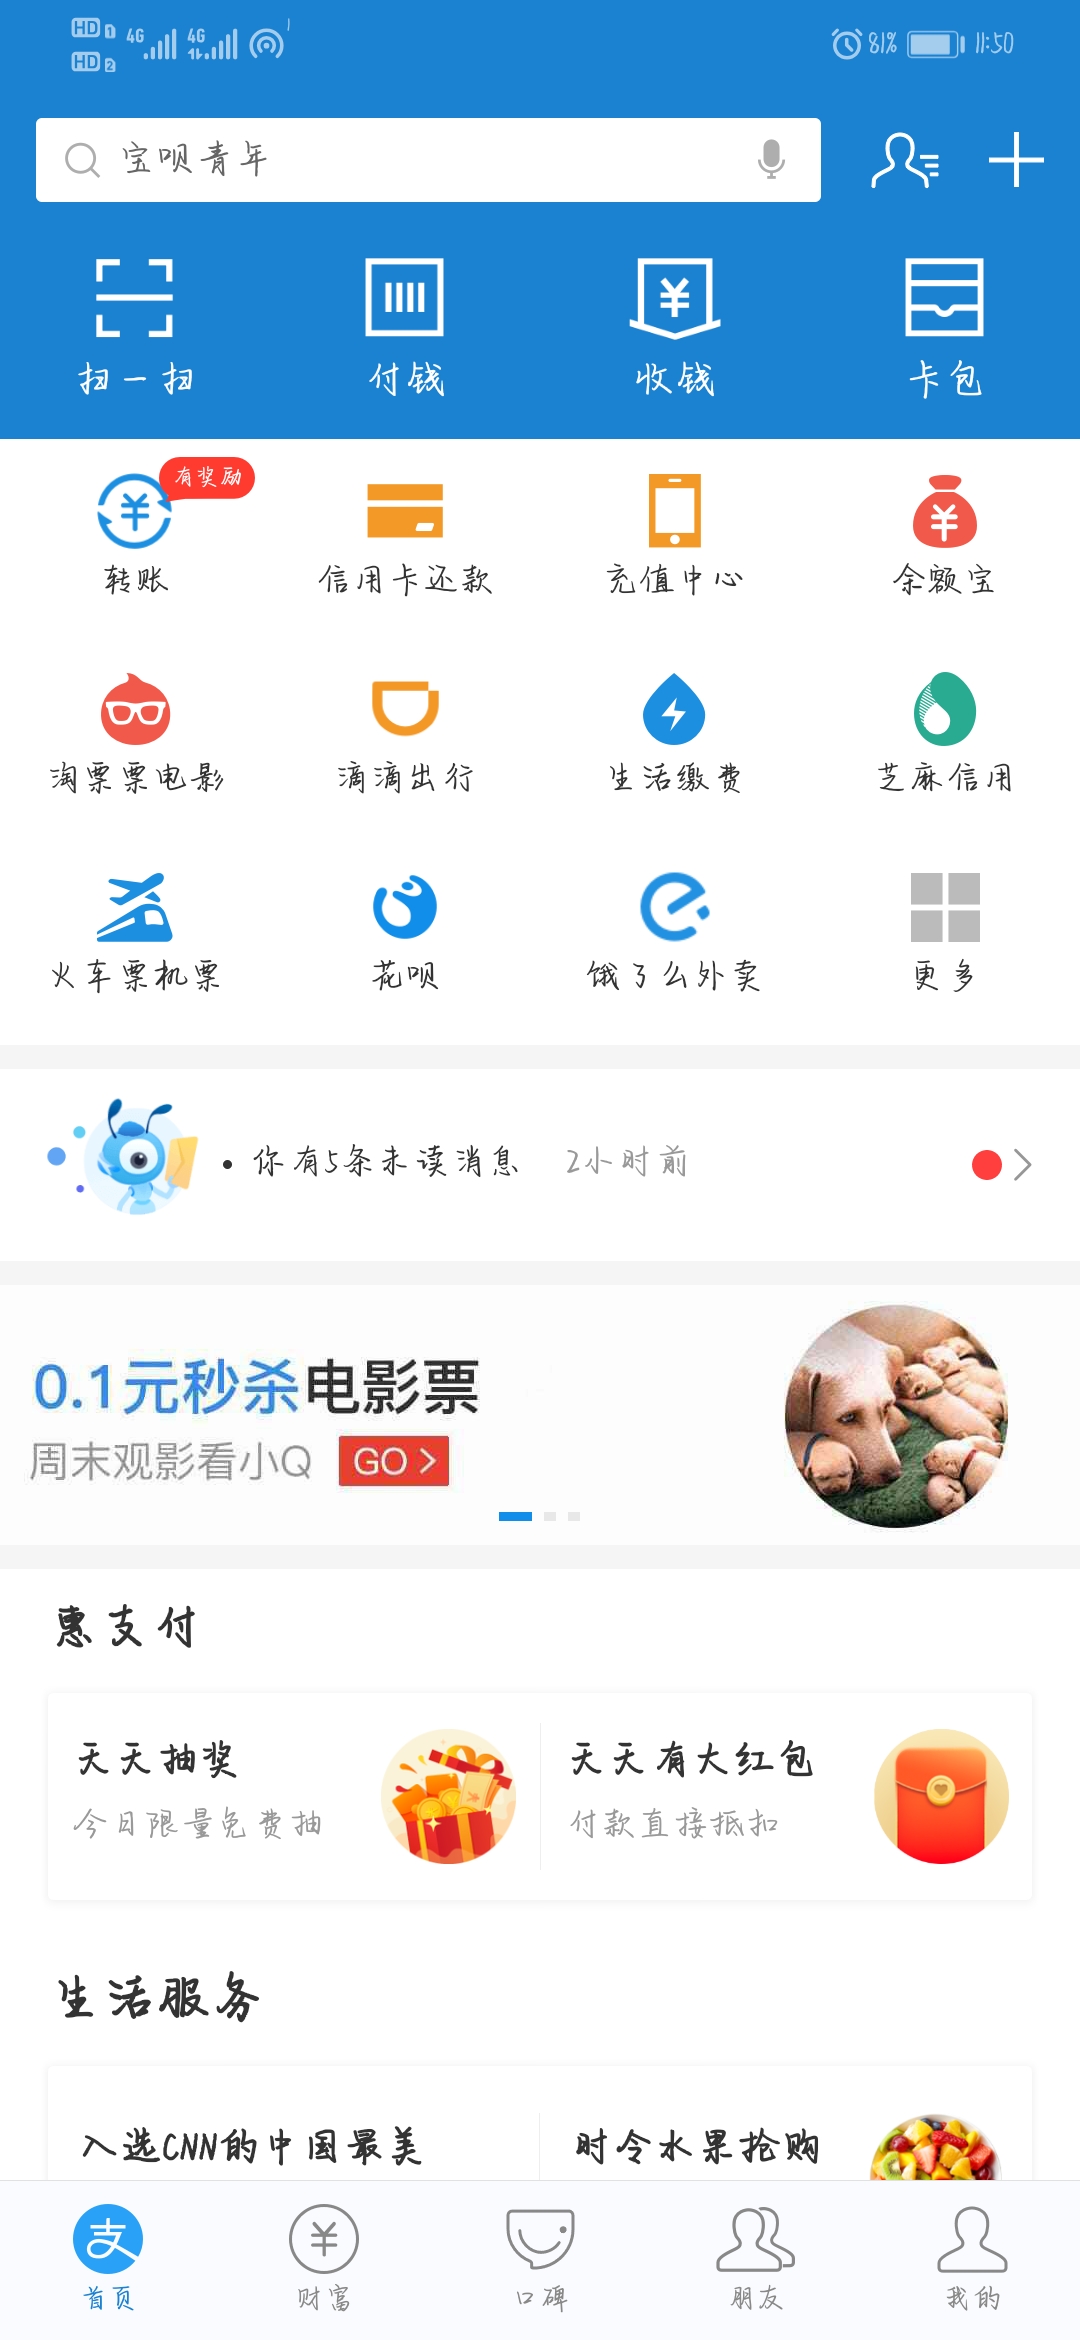 HD 1 4G 4G 81% 11:50
HD 2
宝呗青年
扫一扫 付钱 收钱 卡包
有奖励
转账 信用卡还款 充值中心 余额宝
淘票票电影 滴滴出行 生活缴费 芝麻信用
火车票机票 花呗 饿了么外卖 更多
• 你有5条未读消息 2小时前
0.1元秒杀电影票
周末观影看小Q GO >
惠支付
天天抽奖 天天有大红包
今日限量免费抽 付款直接抵扣
生活服务
入选CNN的中国最美 时令水果抢购
支
首页 财富 口碑 朋友 我的